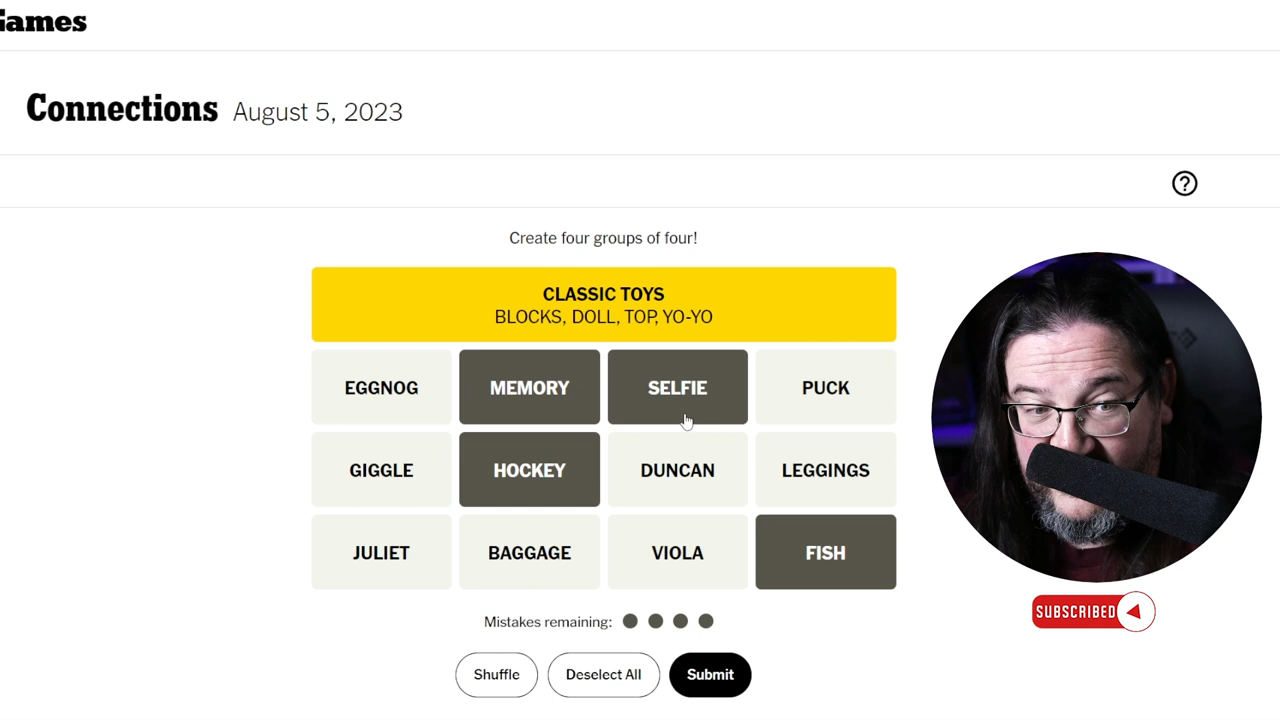 Games
Connections August 5, 2023
Create four groups of four!
CLASSIC TOYS
BLOCKS, DOLL, TOP, YO-YO
EGGNOG MEMORY SELFIE PUCK
GIGGLE HOCKEY DUNCAN LEGGINGS
JULIET BAGGAGE VIOLA FISH
Mistakes remaining:
Shuffle Deselect All Submit
SUBSCRIBED